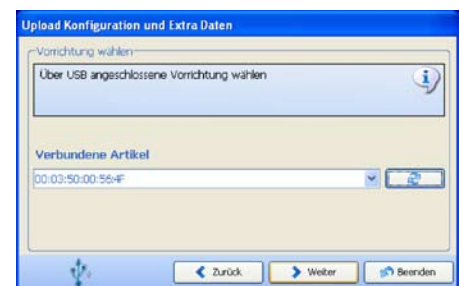 Upload Konfiguration und Extra Daten
Vorrichtung wählen
Über USB angeschlossene Vorrichtung wählen
Verbundene Artikel
00:03:50:00:56:4F
Zurück
Weiter
Beenden